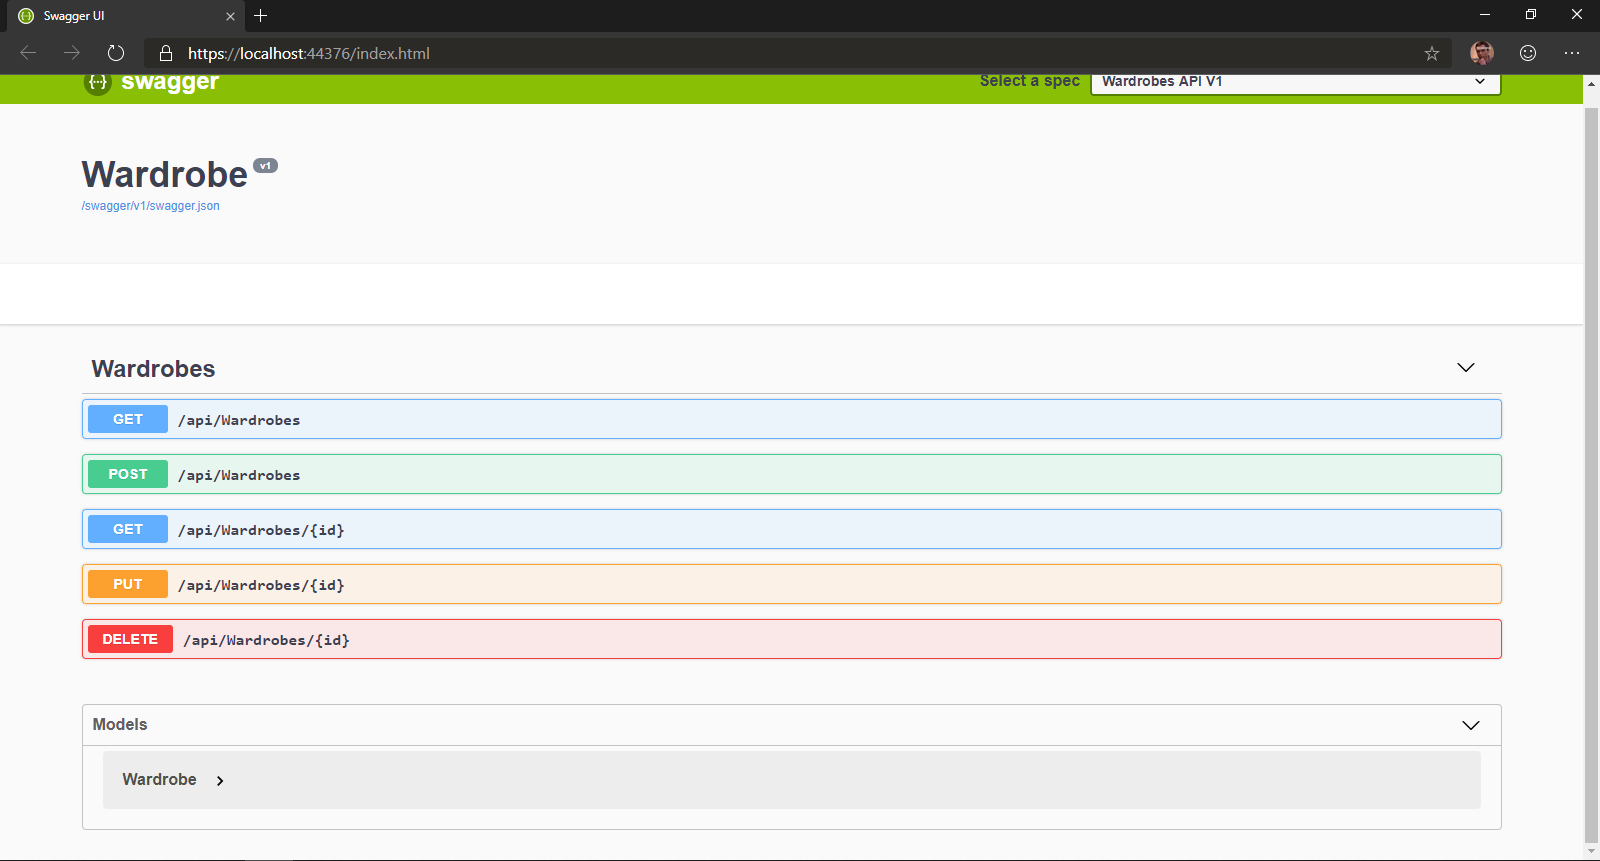 Swagger UI
https://localhost:44376/index.html
swagger
Select a spec
Wardrobes API V1
Wardrobe v1
/swagger/v1/swagger.json
Wardrobes
GET /api/Wardrobes
POST /api/Wardrobes
GET /api/Wardrobes/{id}
PUT /api/Wardrobes/{id}
DELETE /api/Wardrobes/{id}
Models
Wardrobe